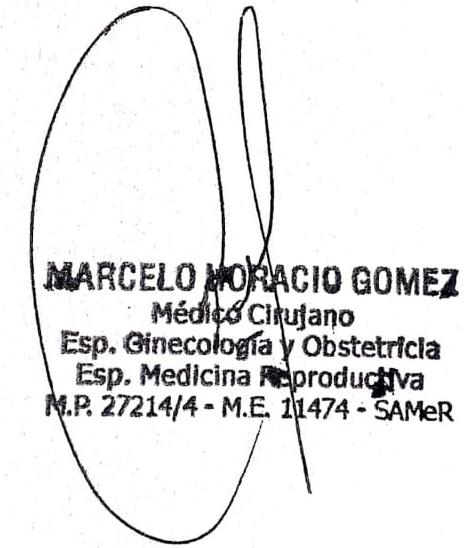 MARCELO HORACIO GOMEZ
Médico Cirujano
Esp. Ginecología y Obstetricia
Esp. Medicina Reproductiva
M.P. 27214/4 - M.E. 11474 - SAMeR